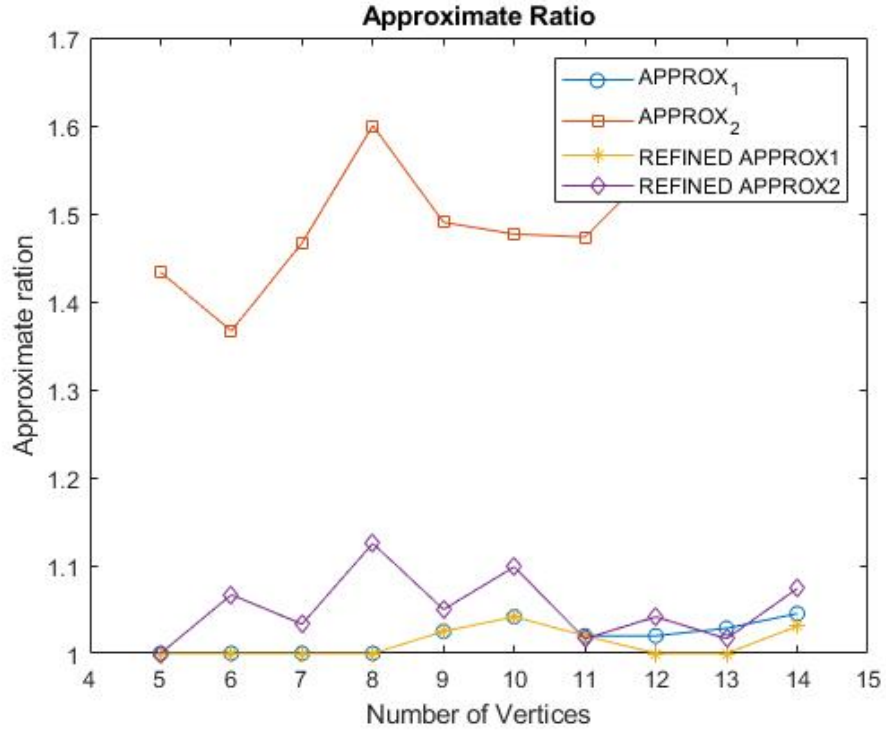 Approximate Ratio
1.7
1.6
1.5
1.4
1.3
1.2
1.1
1
Approximate ration
APPROX_1
APPROX_2
REFINED APPROX1
REFINED APPROX2
4 5 6 7 8 9 10 11 12 13 14 15
Number of Vertices